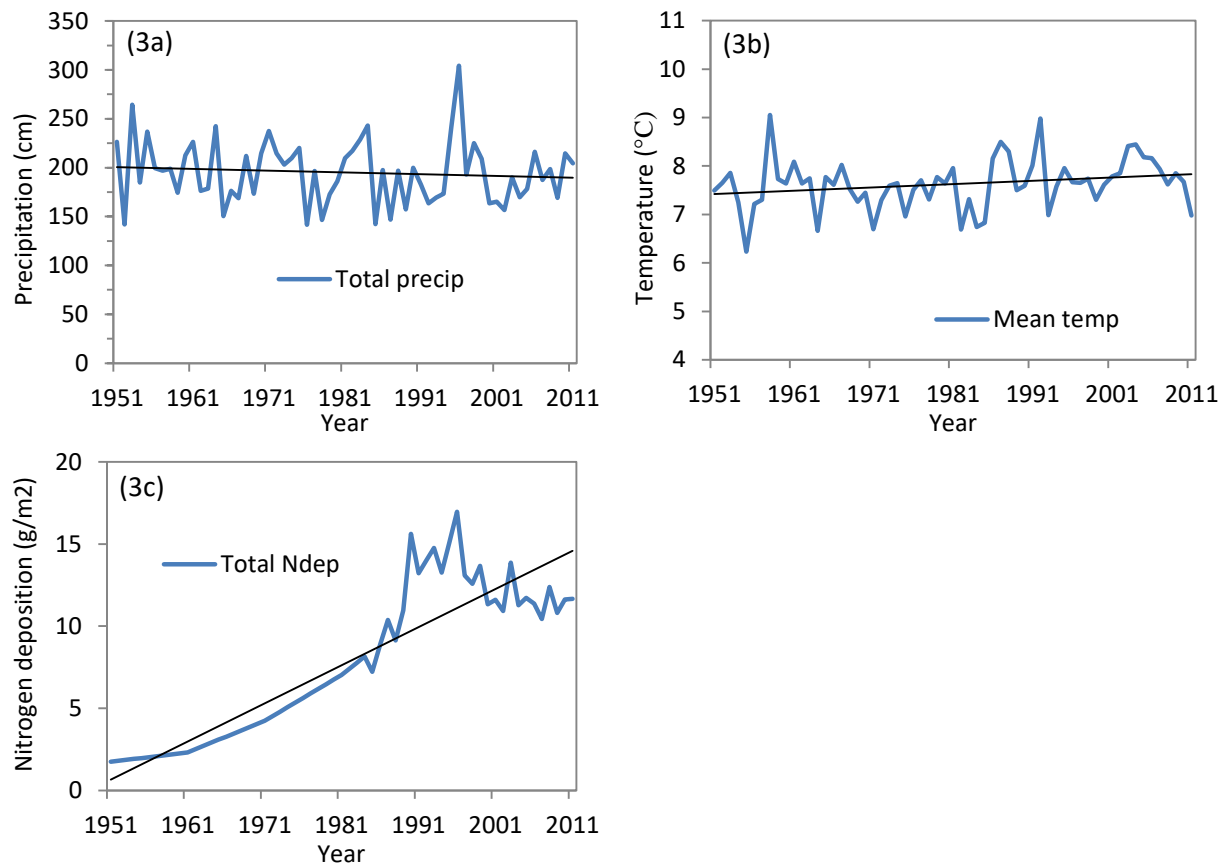 (3a)
Precipitation (cm)
350
300
250
200
150
100
50
0
Total precip
1951 1961 1971 1981 1991 2001 2011
Year
(3b)
Temperature (°C)
11
10
9
8
7
6
5
4
Mean temp
1951 1961 1971 1981 1991 2001 2011
Year
(3c)
Nitrogen deposition (g/m2)
20
15
10
5
0
Total Ndep
1951 1961 1971 1981 1991 2001 2011
Year